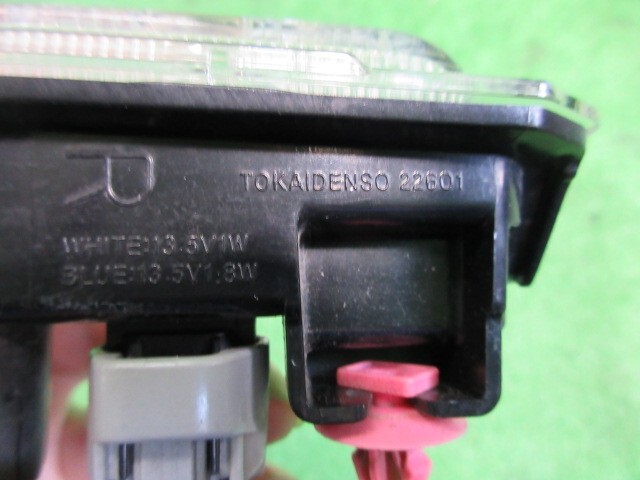 R
TOKAIDENSO 22601
WHITE:13.5V1W
BLUE:13.5V1.8W